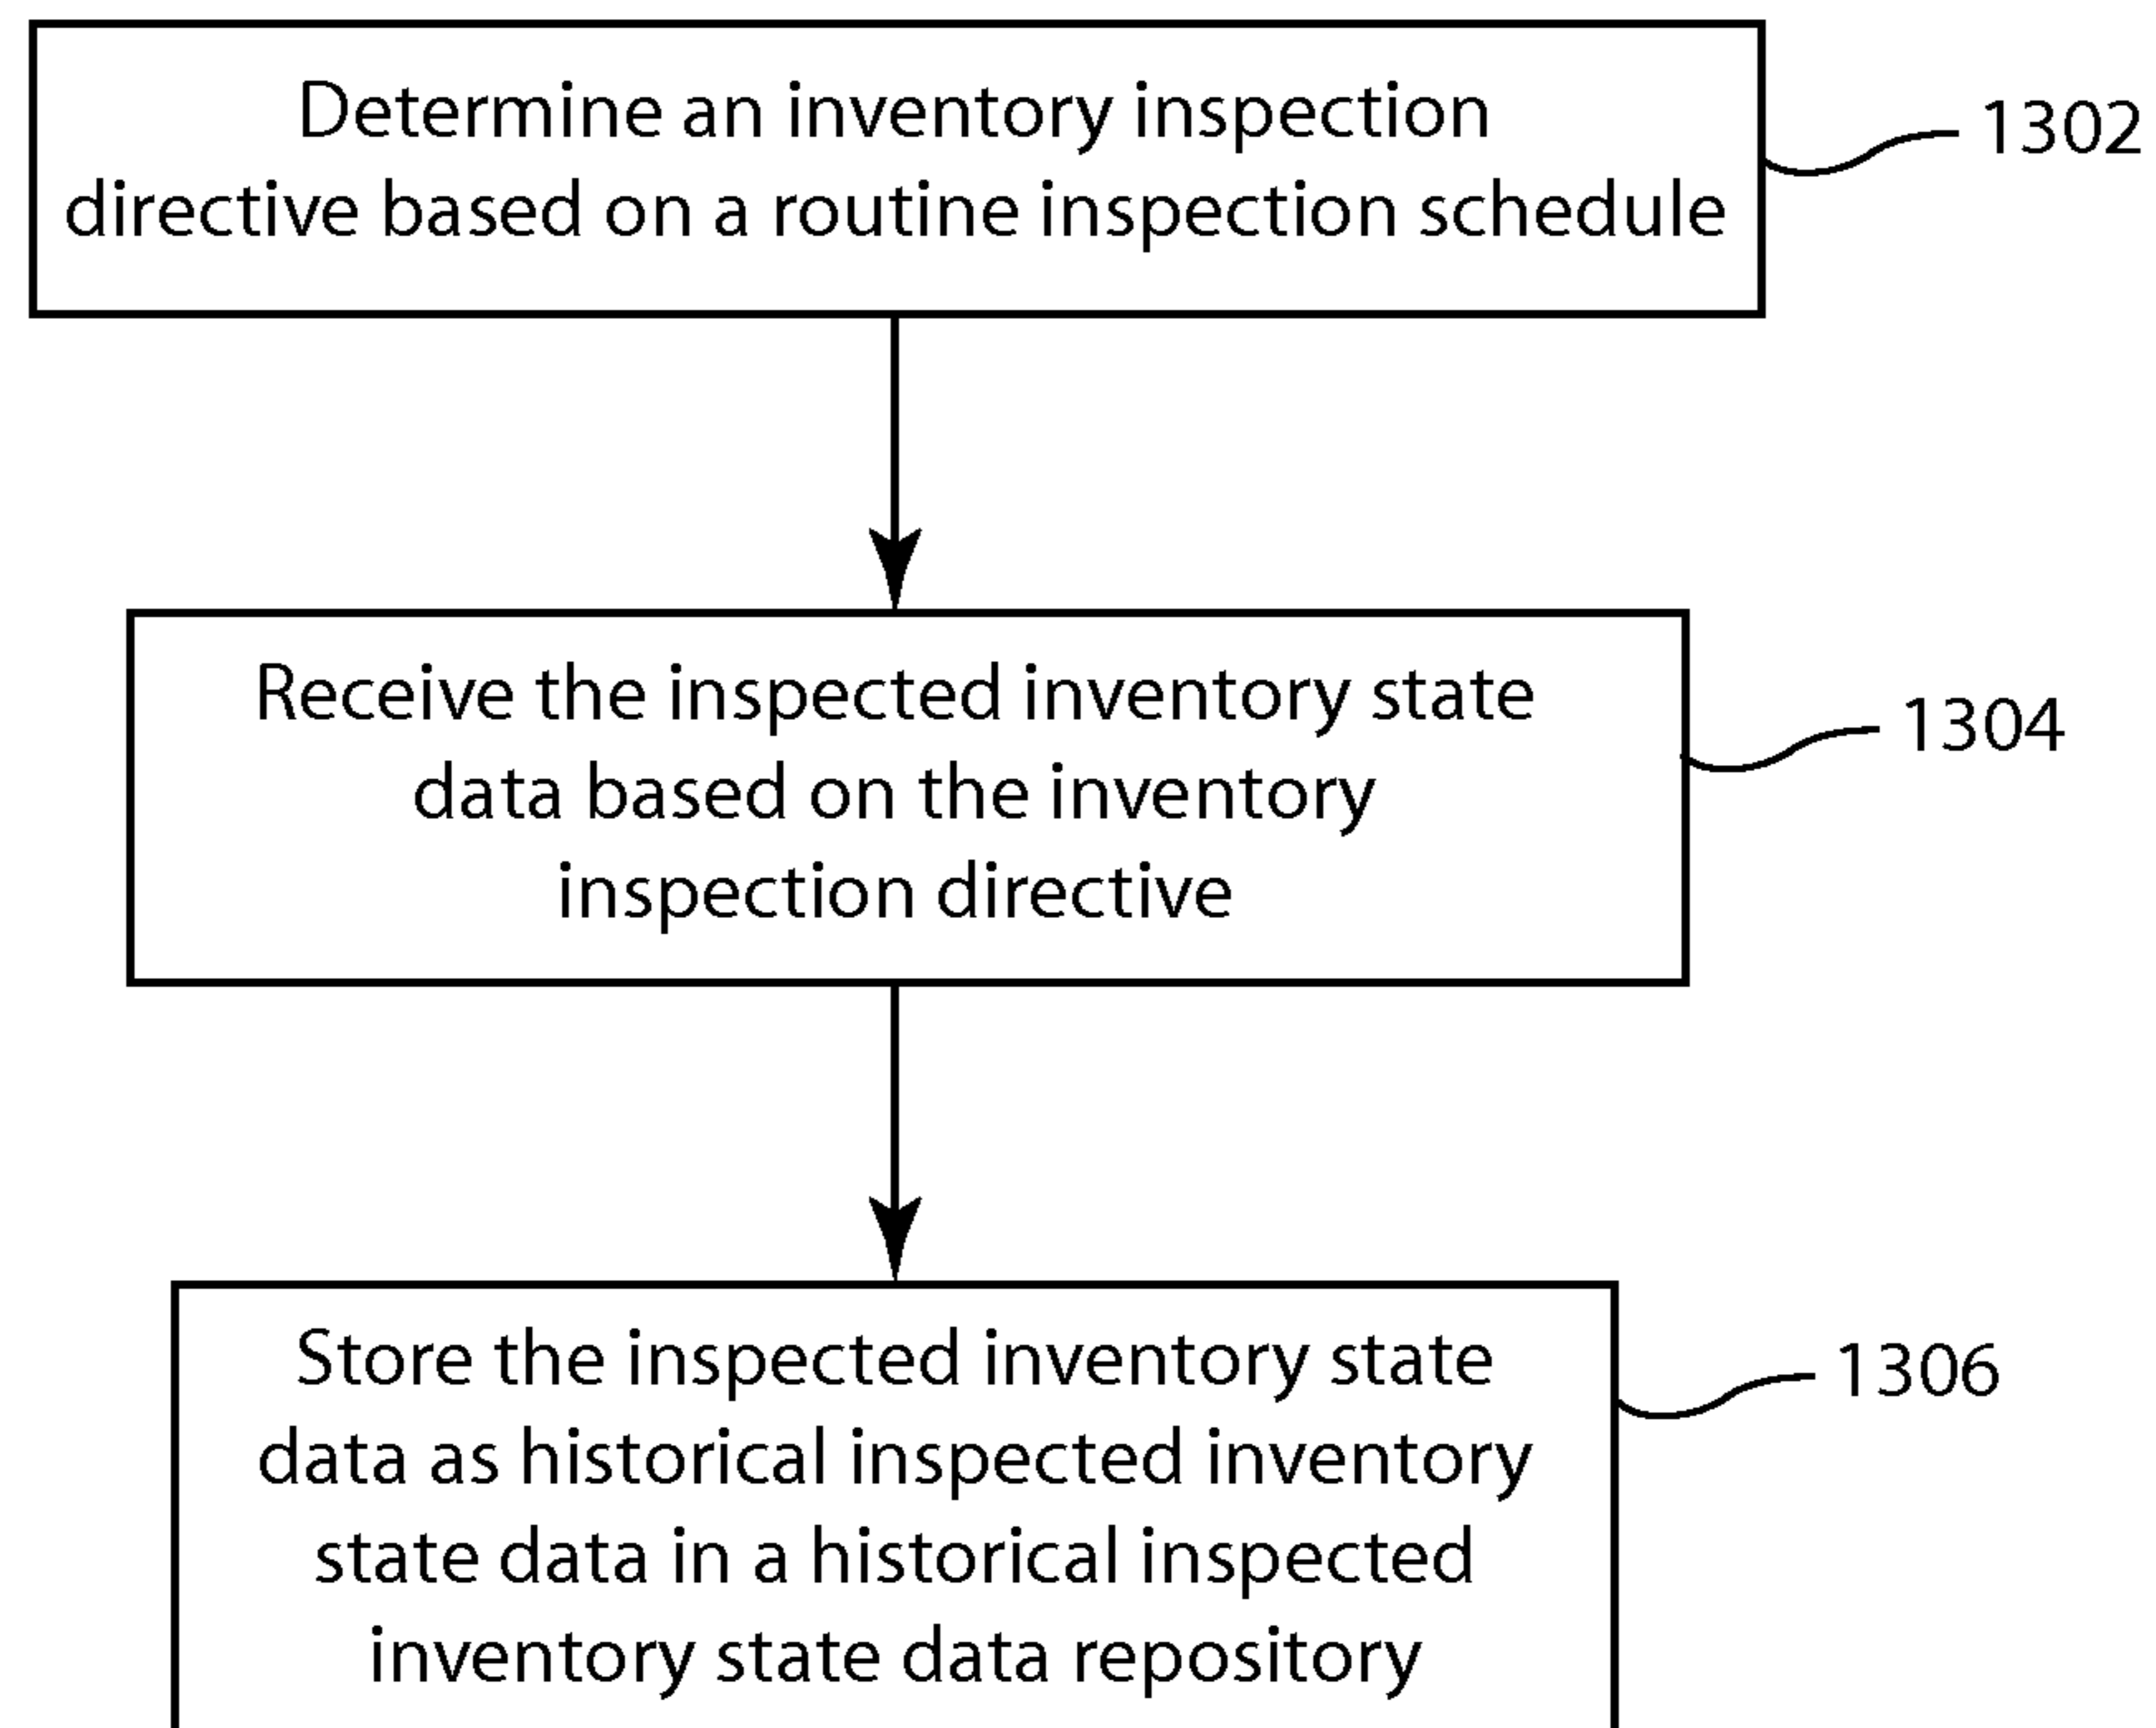 Determine an inventory inspection
directive based on a routine inspection schedule
1302
Receive the inspected inventory state
data based on the inventory
inspection directive
1304
Store the inspected inventory state
data as historical inspected inventory
state data in a historical inspected
inventory state data repository
1306